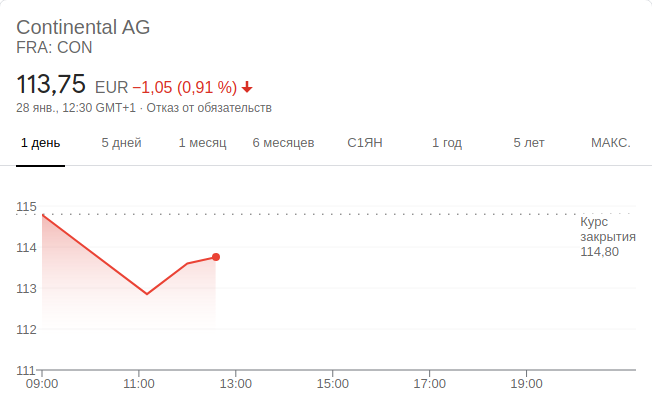 Continental AG
FRA: CON
113,75 EUR −1,05 (0,91 %)
28 янв., 12:30 GMT+1 · Отказ от обязательств
1 день 5 дней 1 месяц 6 месяцев С1ЯН 1 год 5 лет МАКС.
115
Курс
закрытия
114,80
114
113
112
111
09:00 11:00 13:00 15:00 17:00 19:00